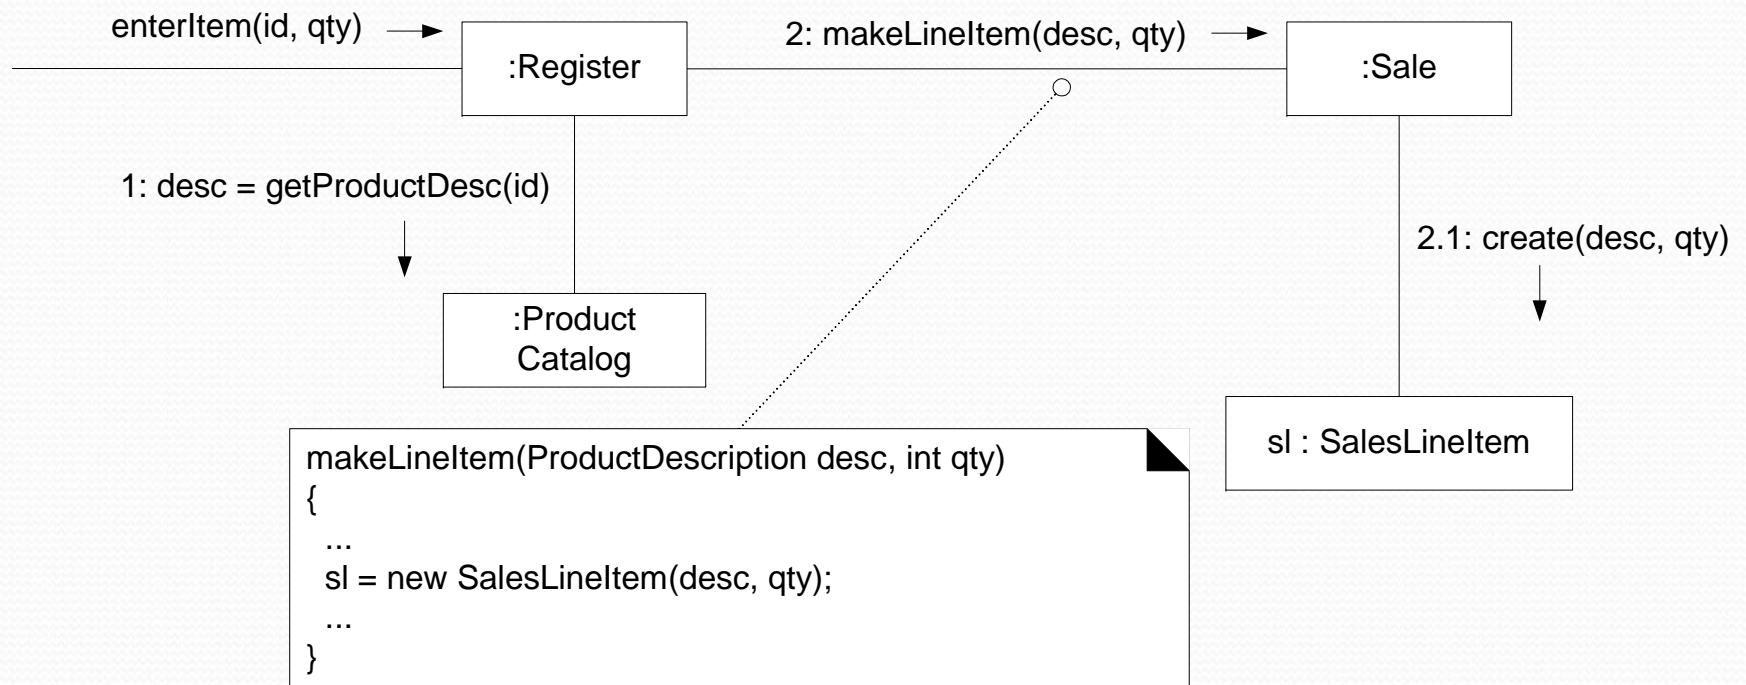 enterItem(id, qty)
:Register
2: makeLineItem(desc, qty)
:Sale
1: desc = getProductDesc(id)
:Product
Catalog
2.1: create(desc, qty)
sl : SalesLineItem
makeLineItem(ProductDescription desc, int qty)
{
...
sl = new SalesLineItem(desc, qty);
...
}